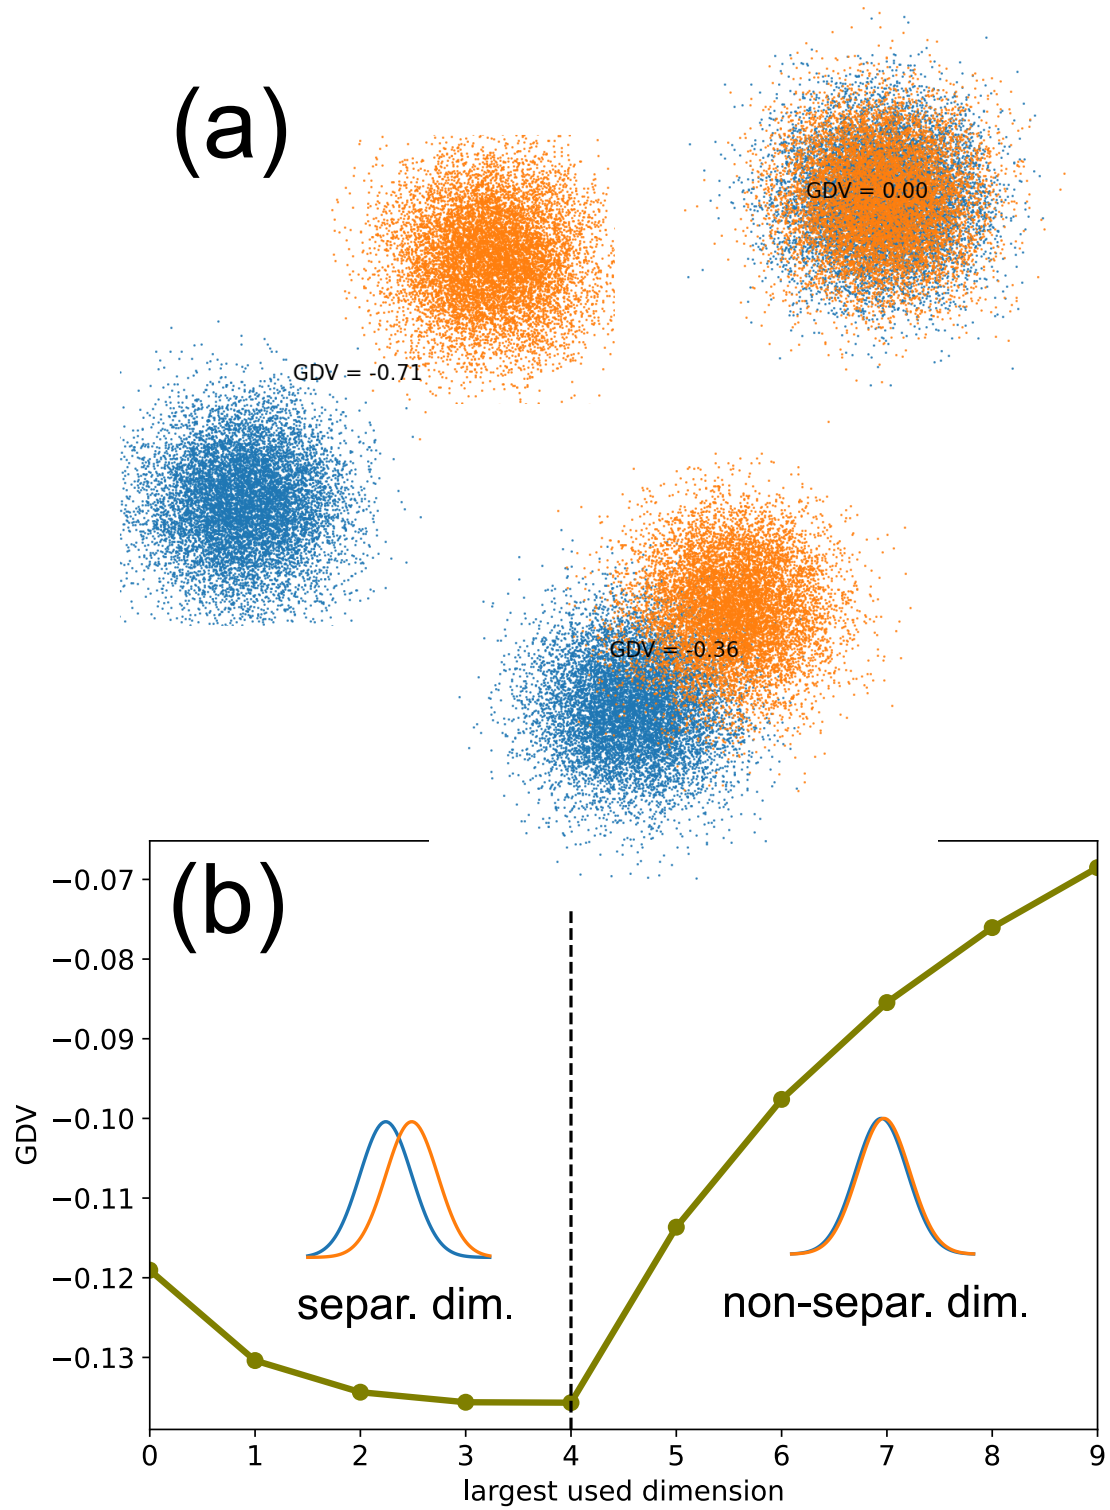 (a)
GDV = 0.00
GDV = -0.71
GDV = -0.36
(b)
−0.07
−0.08
−0.09
−0.10
−0.11
−0.12
−0.13
GDV
separ. dim.
non-separ. dim.
0 1 2 3 4 5 6 7 8 9
largest used dimension